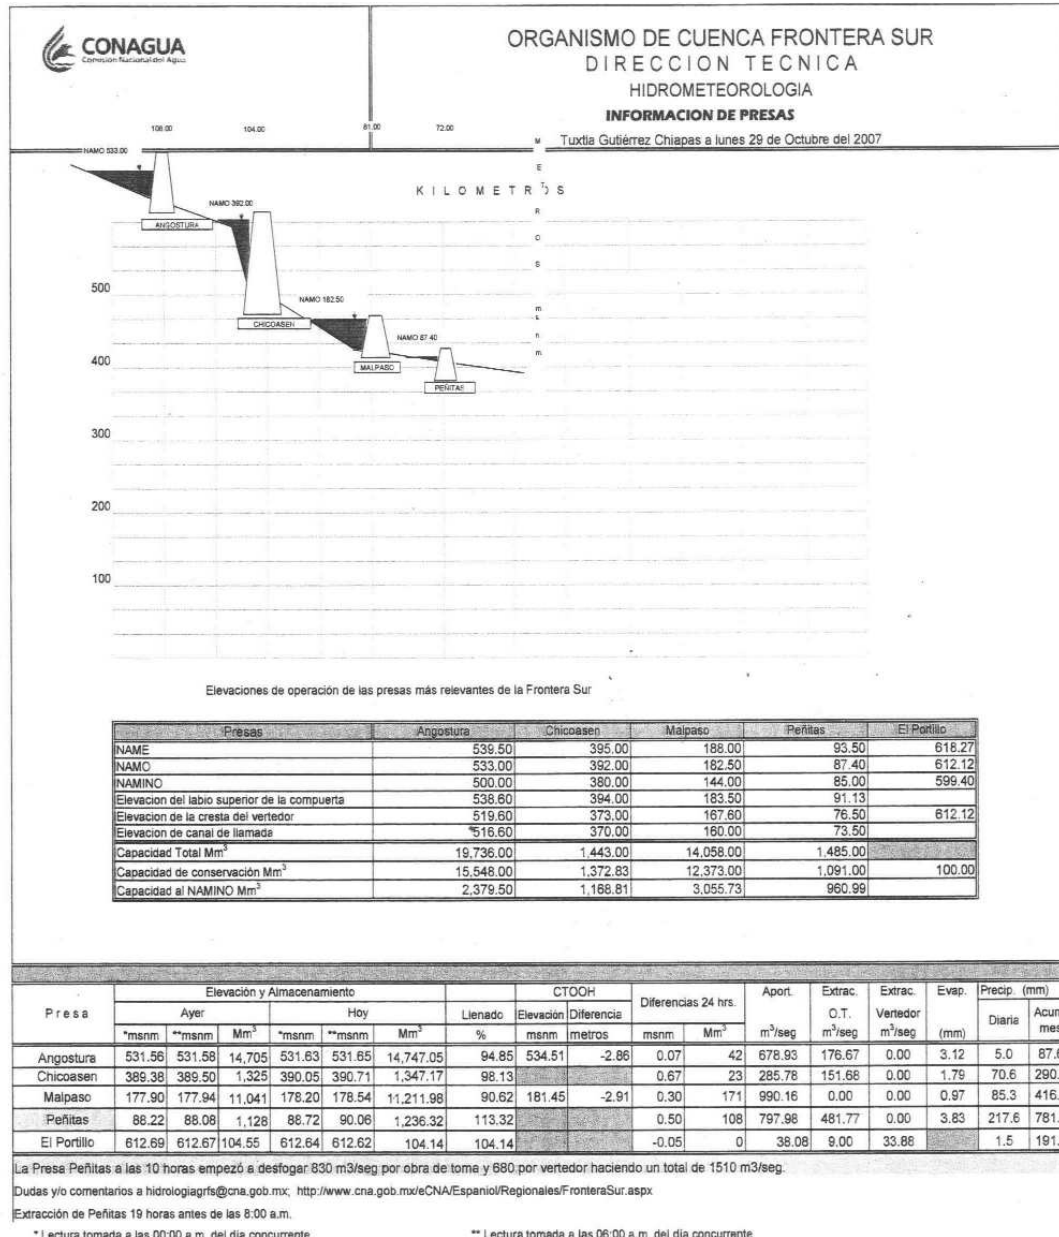 CONAGUA
Comisión Nacional del Agua
ORGANISMO DE CUENCA FRONTERA SUR
DIRECCION TECNICA
HIDROMETEOROLOGIA
INFORMACION DE PRESAS
Tuxtla Gutiérrez Chiapas a lunes 29 de Octubre del 2007
108.00 104.00 81.00 72.00
NAMO 533.00
KILOMETROS
METROS
NAMO 392.00
ANGOSTURA
500
NAMO 182.50
CHICOASEN
NAMO 87.40
400
MALPASO
PEÑITAS
300
200
100
Elevaciones de operación de las presas más relevantes de la Frontera Sur
Presas Angostura Chicoasen Malpaso Peñitas El Portillo
NAME 539.50 395.00 188.00 93.50 618.27
NAMO 533.00 392.00 182.50 87.40 612.12
NAMINO 500.00 380.00 144.00 85.00 599.40
Elevacion del labio superior de la compuerta 538.60 394.00 183.50 91.13
Elevacion de la cresta del vertedor 519.60 373.00 167.60 76.50 612.12
Elevacion de canal de llamada *516.60 370.00 160.00 73.50
Capacidad Total Mm³ 19,736.00 1,443.00 14,058.00 1,485.00
Capacidad de conservación Mm³ 15,548.00 1,372.83 12,373.00 1,091.00 100.00
Capacidad al NAMINO Mm³ 2,379.50 1,168.81 3,055.73 960.99
Elevación y Almacenamiento CTOOH Diferencias 24 hrs. Aport. Extrac. Extrac. Evap. Precip. (mm)
Presa Ayer Hoy Llenado Elevación Diferencia O.T. Vertedor Diaria Acum
*msnm **msnm Mm³ *msnm **msnm Mm³ % msnm metros msnm Mm³ m³/seg m³/seg m³/seg (mm) mes
Angostura 531.56 531.58 14,705 531.63 531.65 14,747.05 94.85 534.51 -2.86 0.07 42 678.93 176.67 0.00 3.12 5.0 87.6
Chicoasen 389.38 389.50 1,325 390.05 390.71 1,347.17 98.13 0.67 23 285.78 151.68 0.00 1.79 70.6 290.
Malpaso 177.90 177.94 11,041 178.20 178.54 11,211.98 90.62 181.45 -2.91 0.30 171 990.16 0.00 0.00 0.97 85.3 416.
Peñitas 88.22 88.08 1,128 88.72 90.06 1,236.32 113.32 0.50 108 797.98 481.77 0.00 3.83 217.6 781.
El Portillo 612.69 612.67 104.55 612.64 612.62 104.14 104.14 -0.05 0 38.08 9.00 33.88 1.5 191.
La Presa Peñitas a las 10 horas empezó a desfogar 830 m3/seg por obra de toma y 680 por vertedor haciendo un total de 1510 m3/seg.
Dudas y/o comentarios a hidrologiagrfs@cna.gob.mx; http://www.cna.gob.mx/eCNA/Espaniol/Regionales/FronteraSur.aspx
Extracción de Peñitas 19 horas antes de las 8:00 a.m.
* Lectura tomada a las 00:00 a.m. del día concurrente ** Lectura tomada a las 06:00 a.m. del día concurrente